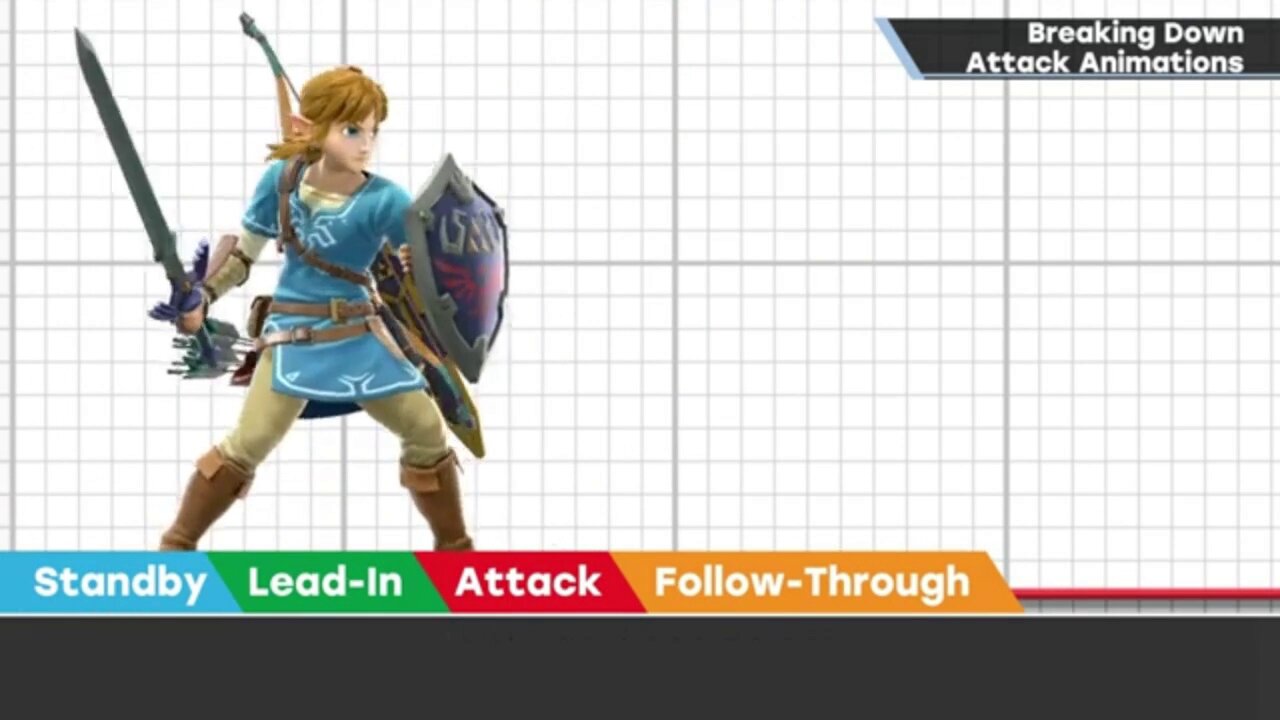 Breaking Down
Attack Animations
Standby
Lead-In
Attack
Follow-Through